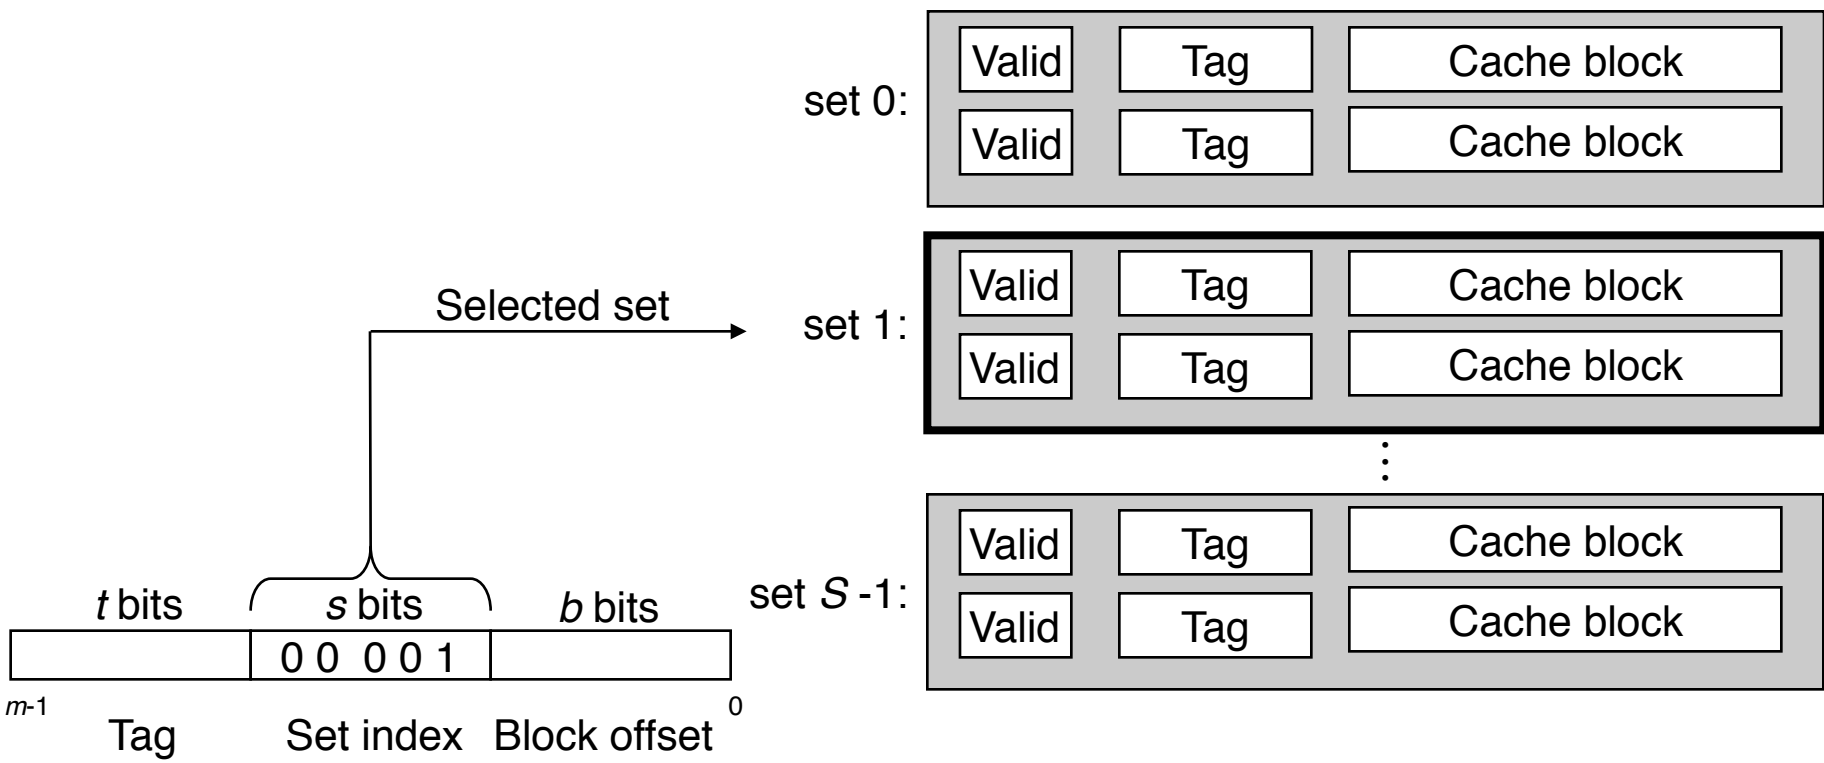 set 0:
Valid Tag Cache block
Valid Tag Cache block
Selected set
set 1:
Valid Tag Cache block
Valid Tag Cache block
⋮
set S -1:
Valid Tag Cache block
Valid Tag Cache block
t bits s bits b bits
0 0 0 0 1
m-1 0
Tag Set index Block offset